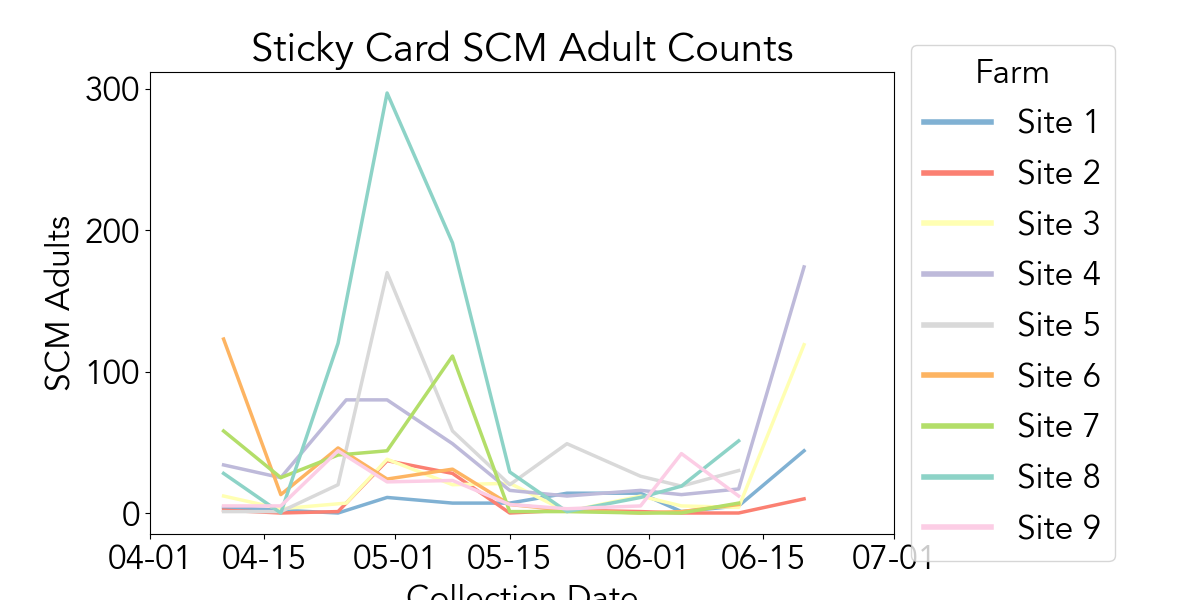 Sticky Card SCM Adult Counts
Farm
Site 1
Site 2
Site 3
Site 4
Site 5
Site 6
Site 7
Site 8
Site 9
SCM Adults
300
200
100
0
04-01 04-15 05-01 05-15 06-01 06-15 07-01
Collection Date